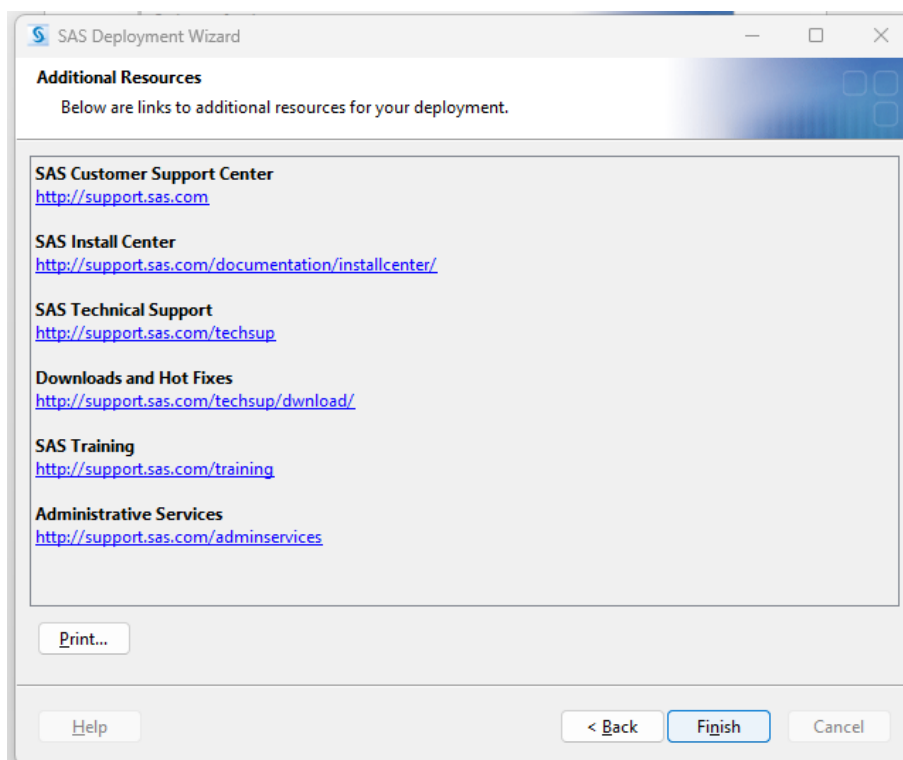 SAS Deployment Wizard
Additional Resources
Below are links to additional resources for your deployment.
SAS Customer Support Center
http://support.sas.com
SAS Install Center
http://support.sas.com/documentation/installcenter/
SAS Technical Support
http://support.sas.com/techsup
Downloads and Hot Fixes
http://support.sas.com/techsup/dwnload/
SAS Training
http://support.sas.com/training
Administrative Services
http://support.sas.com/adminservices
Print...
Help
< Back
Finish
Cancel